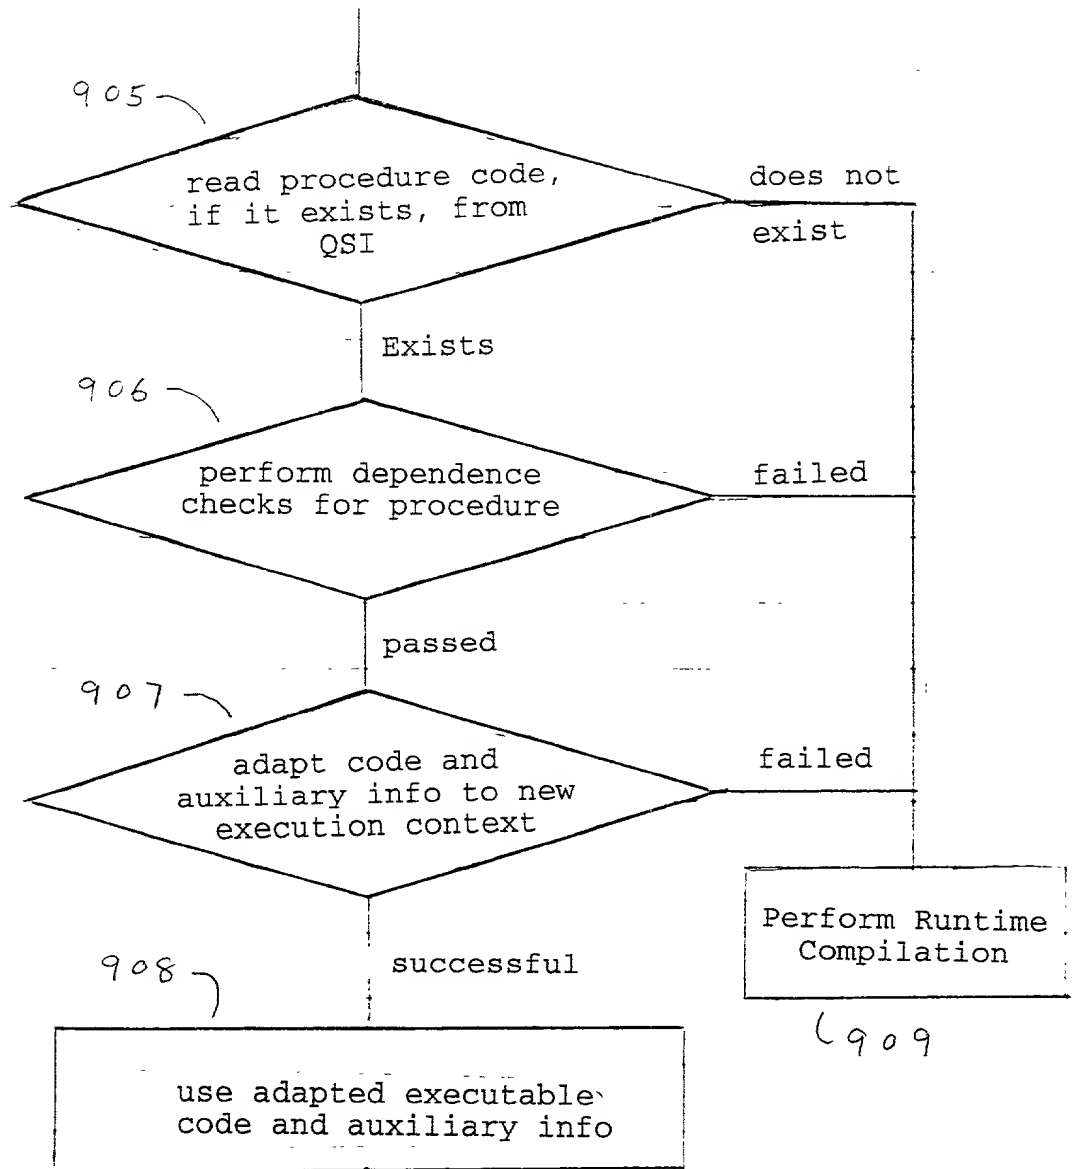 905
read procedure code,
if it exists, from
QSI
does not
exist
Exists
906
perform dependence
checks for procedure
failed
passed
907
adapt code and
auxiliary info to new
execution context
failed
Perform Runtime
Compilation
908
successful
909
use adapted executable
code and auxiliary info